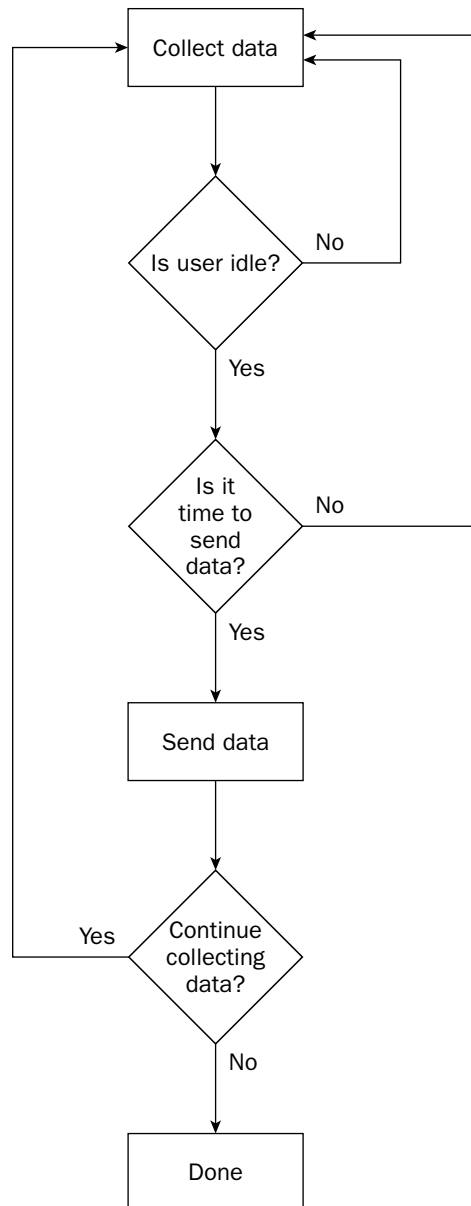 Collect data
Is user idle?
No
Yes
Is it
time to
send
data?
No
Yes
Send data
Continue
collecting
data?
Yes
No
Done